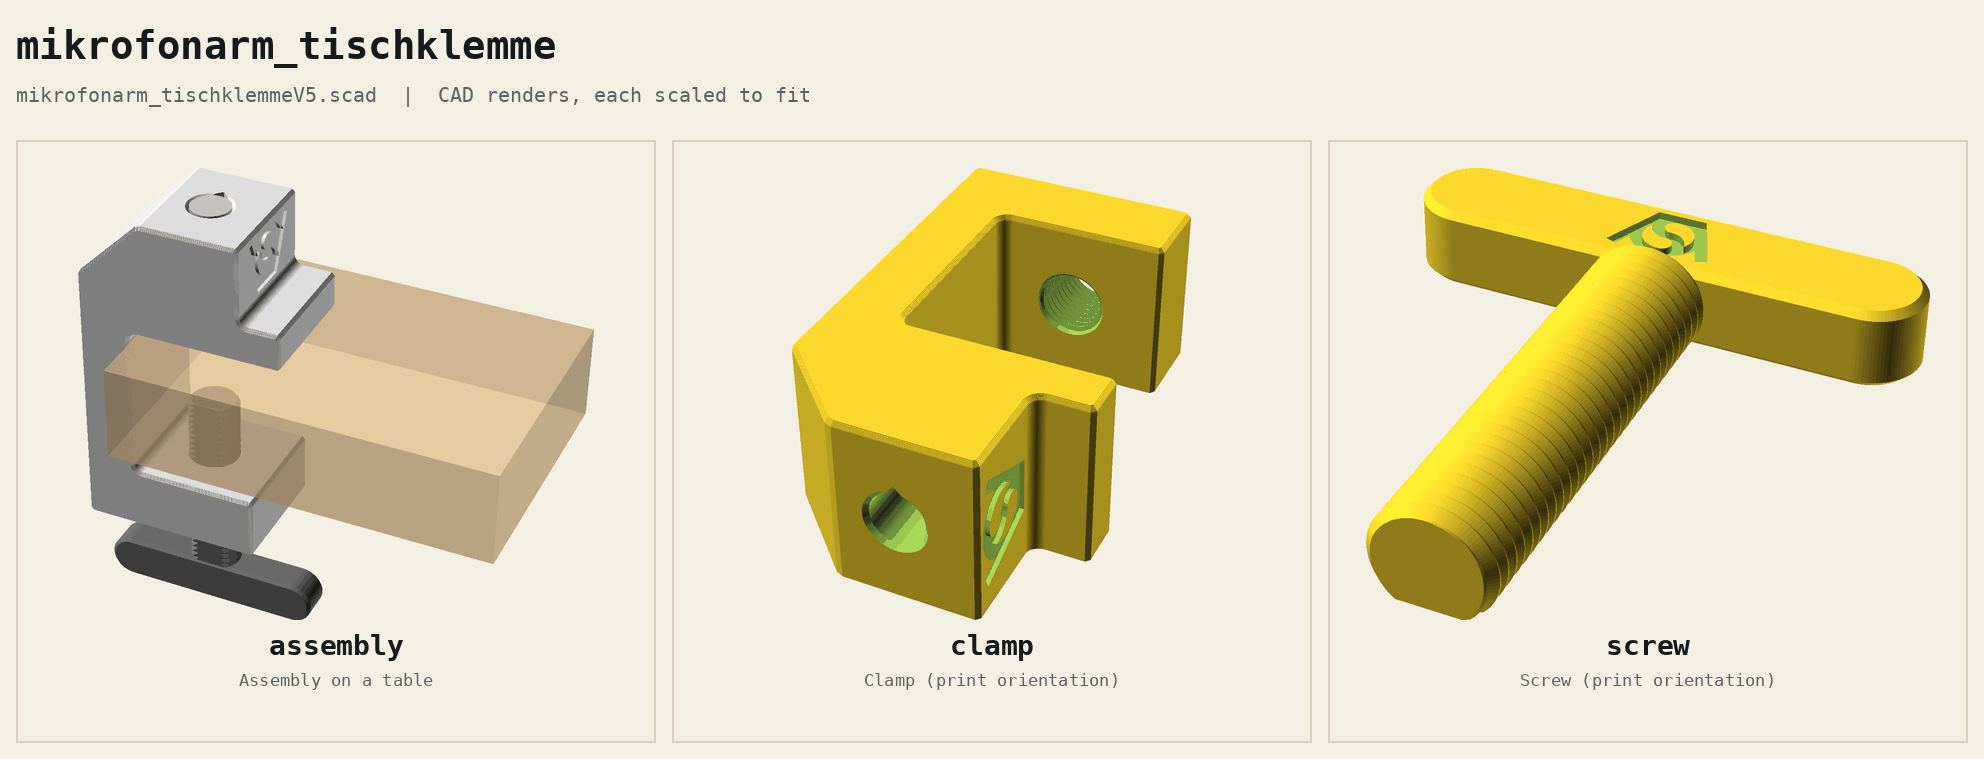 mikrofonarm_tischklemme
mikrofonarm_tischklemmeV5.scad | CAD renders, each scaled to fit
assembly
Assembly on a table
clamp
Clamp (print orientation)
screw
Screw (print orientation)